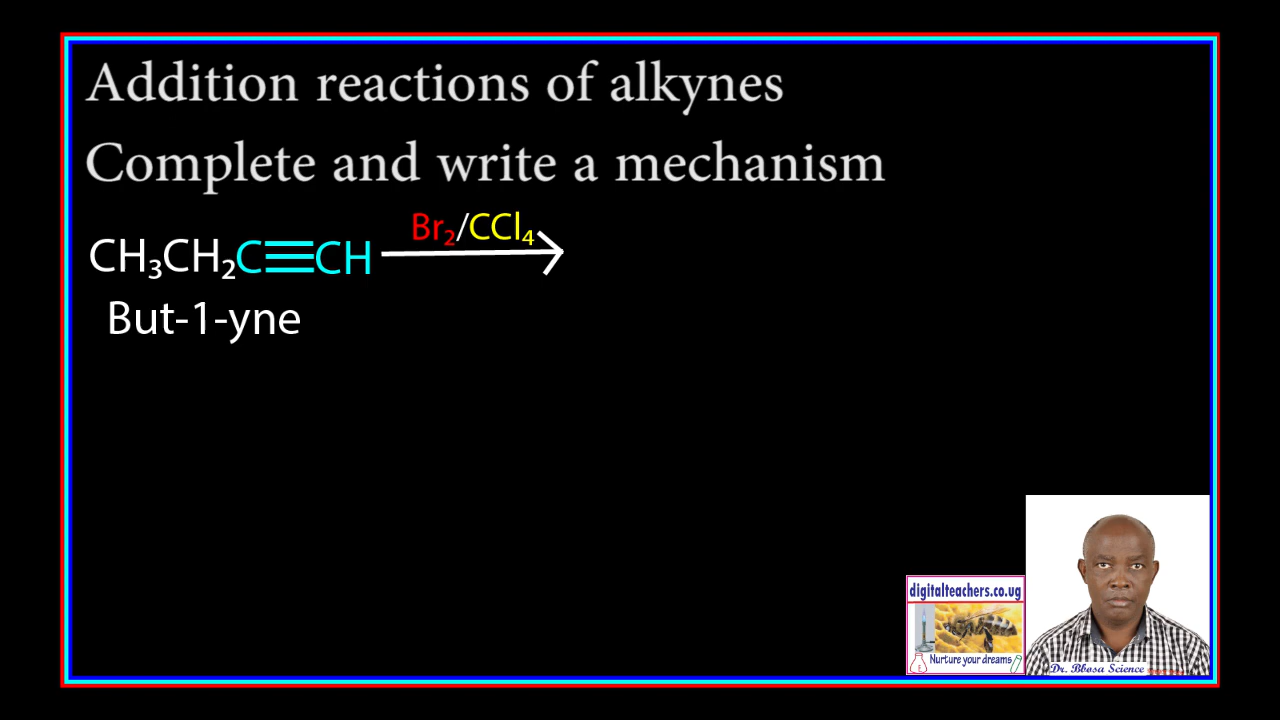 Addition reactions of alkynes
Complete and write a mechanism
Br₂/CCl₄
CH₃CH₂C≡CH
But-1-yne
digitalteachers.co.ug
Nurture your dreams
Dr. Bbosa Science